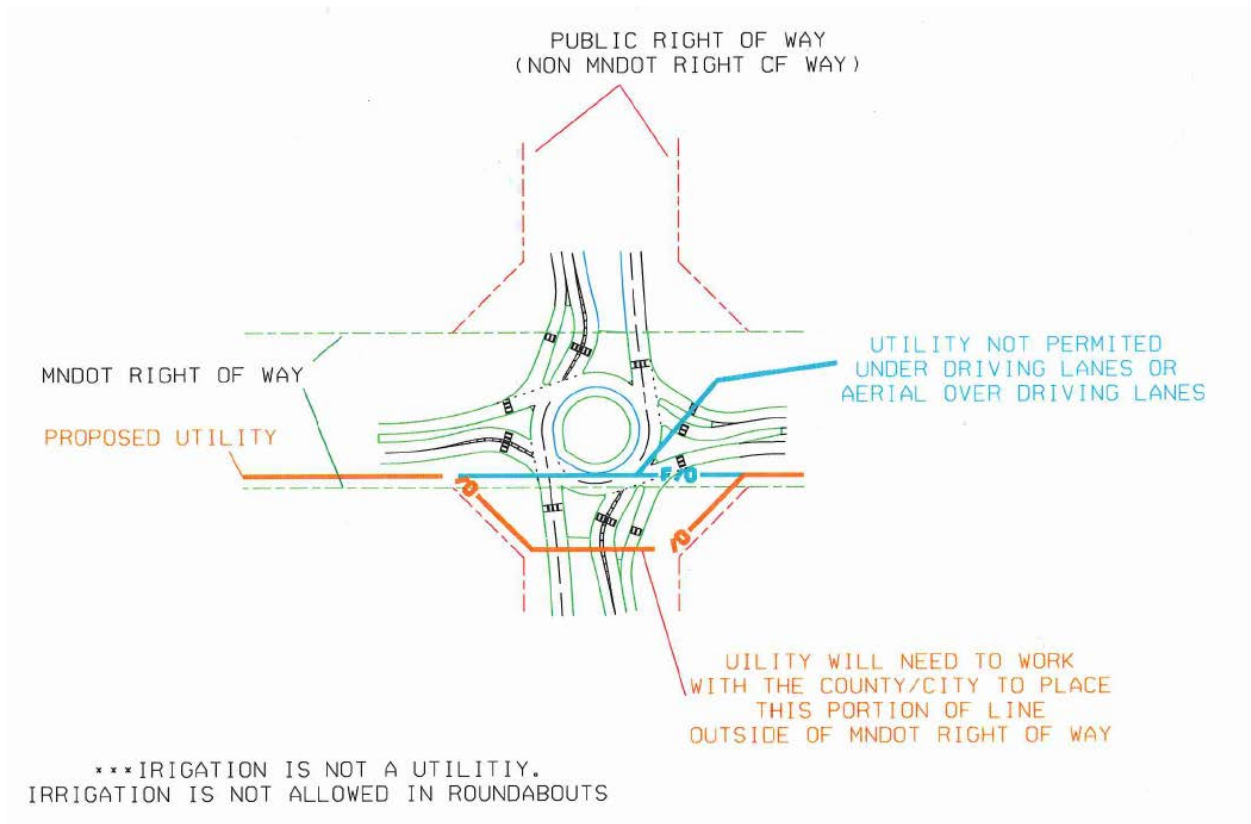 PUBLIC RIGHT OF WAY
(NON MNDOT RIGHT CF WAY)
UTILITY NOT PERMITED
UNDER DRIVING LANES OR
AERIAL OVER DRIVING LANES
MNDOT RIGHT OF WAY
PROPOSED UTILITY
F/O
/O
/O
UILITY WILL NEED TO WORK
WITH THE COUNTY/CITY TO PLACE
THIS PORTION OF LINE
OUTSIDE OF MNDOT RIGHT OF WAY
***IRIGATION IS NOT A UTILITIY.
IRRIGATION IS NOT ALLOWED IN ROUNDABOUTS